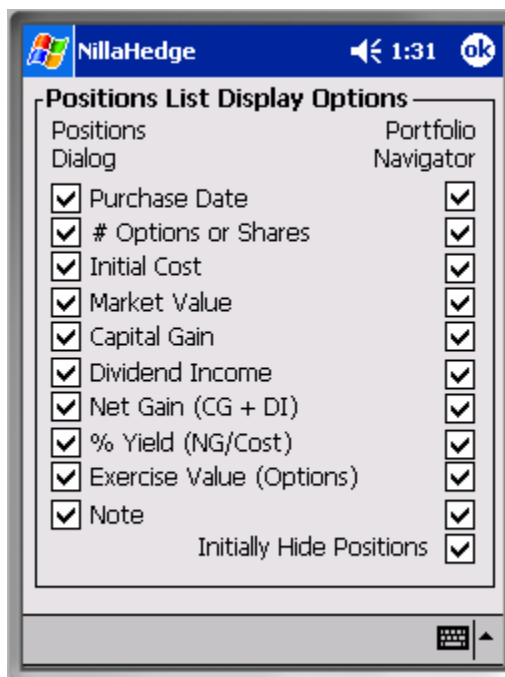 NillaHedge 1:31 ok
Positions List Display Options
Positions Portfolio
Dialog Navigator
Purchase Date
# Options or Shares
Initial Cost
Market Value
Capital Gain
Dividend Income
Net Gain (CG + DI)
% Yield (NG/Cost)
Exercise Value (Options)
Note
Initially Hide Positions